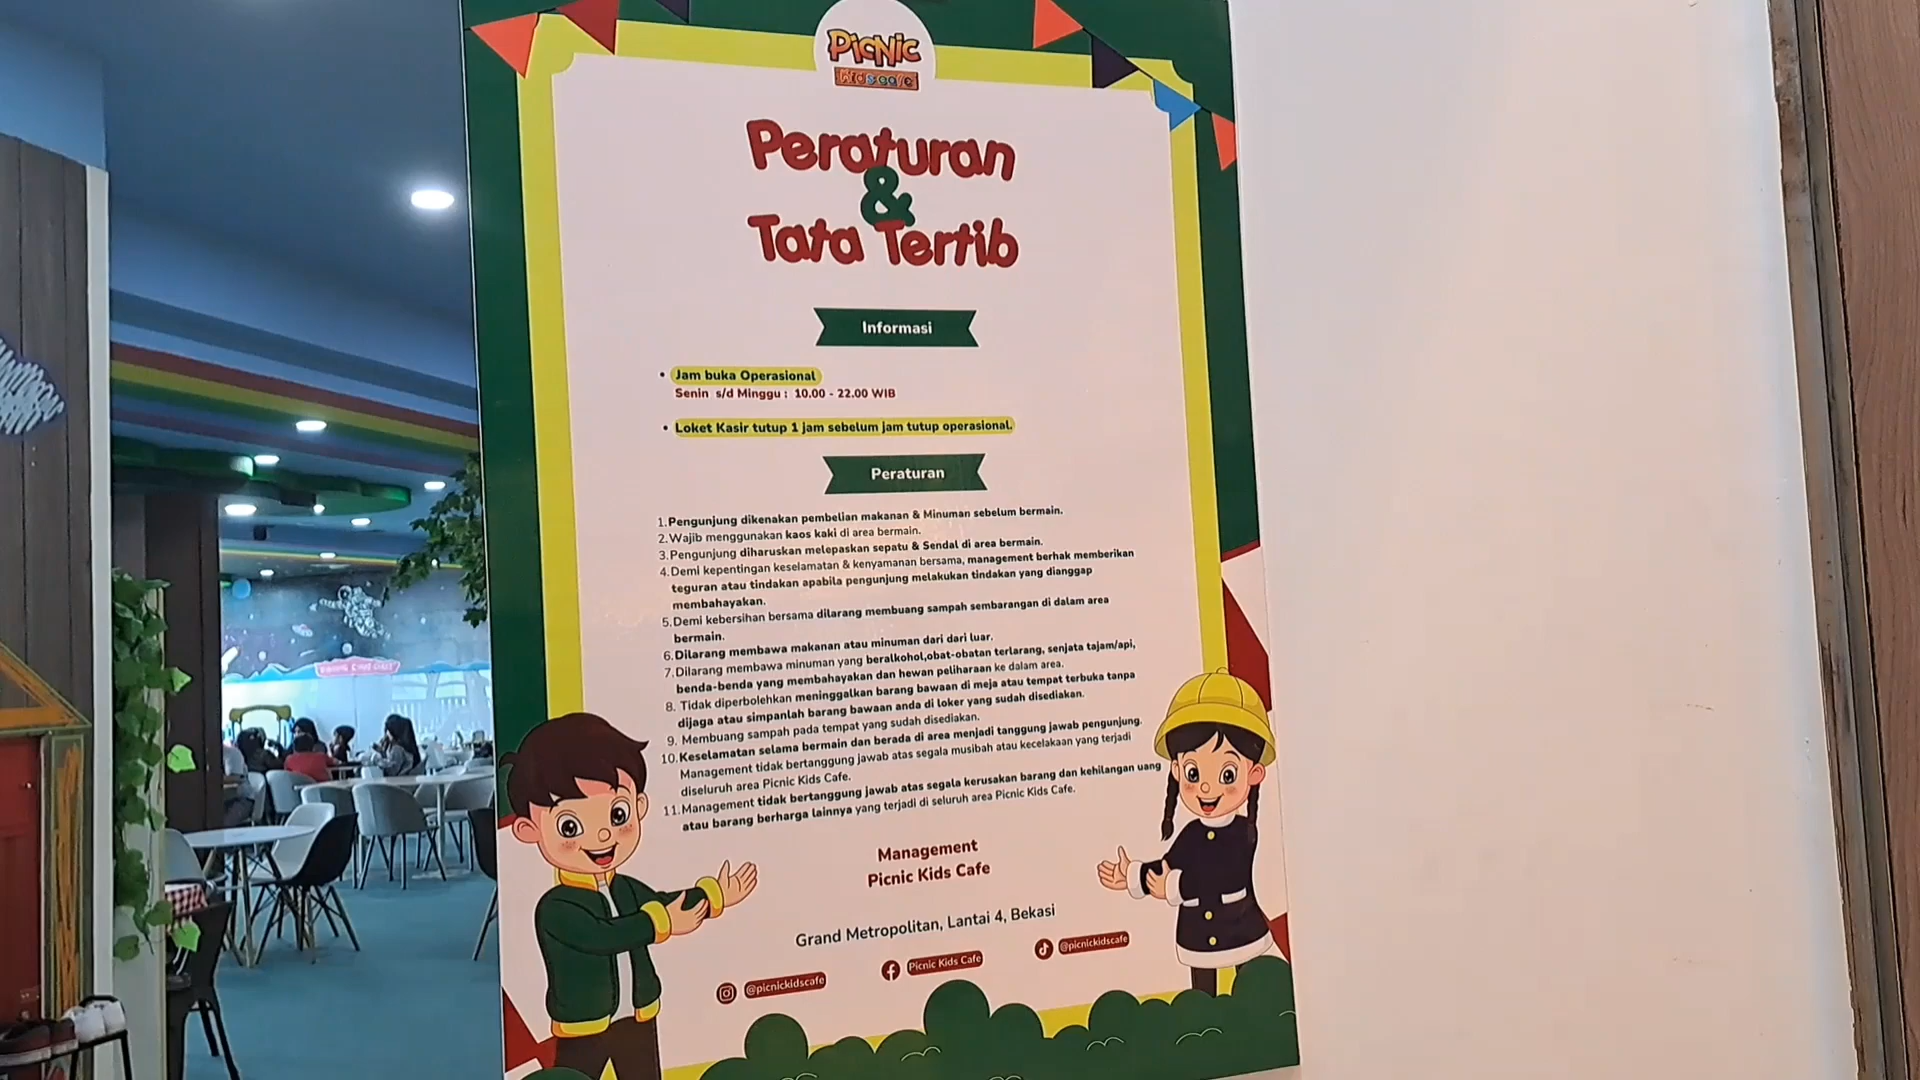 Picnic
Kids cafe
Peraturan
&
Tata Tertib
Informasi
• Jam buka Operasional
Senin s/d Minggu : 10.00 - 22.00 WIB
• Loket Kasir tutup 1 jam sebelum jam tutup operasional.
Peraturan
1. Pengunjung dikenakan pembelian makanan & Minuman sebelum bermain.
2. Wajib menggunakan kaos kaki di area bermain.
3. Pengunjung diharuskan melepaskan sepatu & Sendal di area bermain.
4. Demi kepentingan keselamatan & kenyamanan bersama, management berhak memberikan
teguran atau tindakan apabila pengunjung melakukan tindakan yang dianggap
membahayakan.
5. Demi kebersihan bersama dilarang membuang sampah sembarangan di dalam area
bermain.
6. Dilarang membawa makanan atau minuman dari dari luar.
7. Dilarang membawa minuman yang beralkohol,obat-obatan terlarang, senjata tajam/api,
benda-benda yang membahayakan dan hewan peliharaan ke dalam area.
8. Tidak diperbolehkan meninggalkan barang bawaan di meja atau tempat terbuka tanpa
dijaga atau simpanlah barang bawaan anda di loker yang sudah disediakan.
9. Membuang sampah pada tempat yang sudah disediakan.
10. Keselamatan selama bermain dan berada di area menjadi tanggung jawab pengunjung.
Management tidak bertanggung jawab atas segala musibah atau kecelakaan yang terjadi
diseluruh area Picnic Kids Cafe.
11. Management tidak bertanggung jawab atas segala kerusakan barang dan kehilangan uang
atau barang berharga lainnya yang terjadi di seluruh area Picnic Kids Cafe.
Management
Picnic Kids Cafe
Grand Metropolitan, Lantai 4, Bekasi
@picnickidscafe
Picnic Kids Cafe
@picnickidscafe